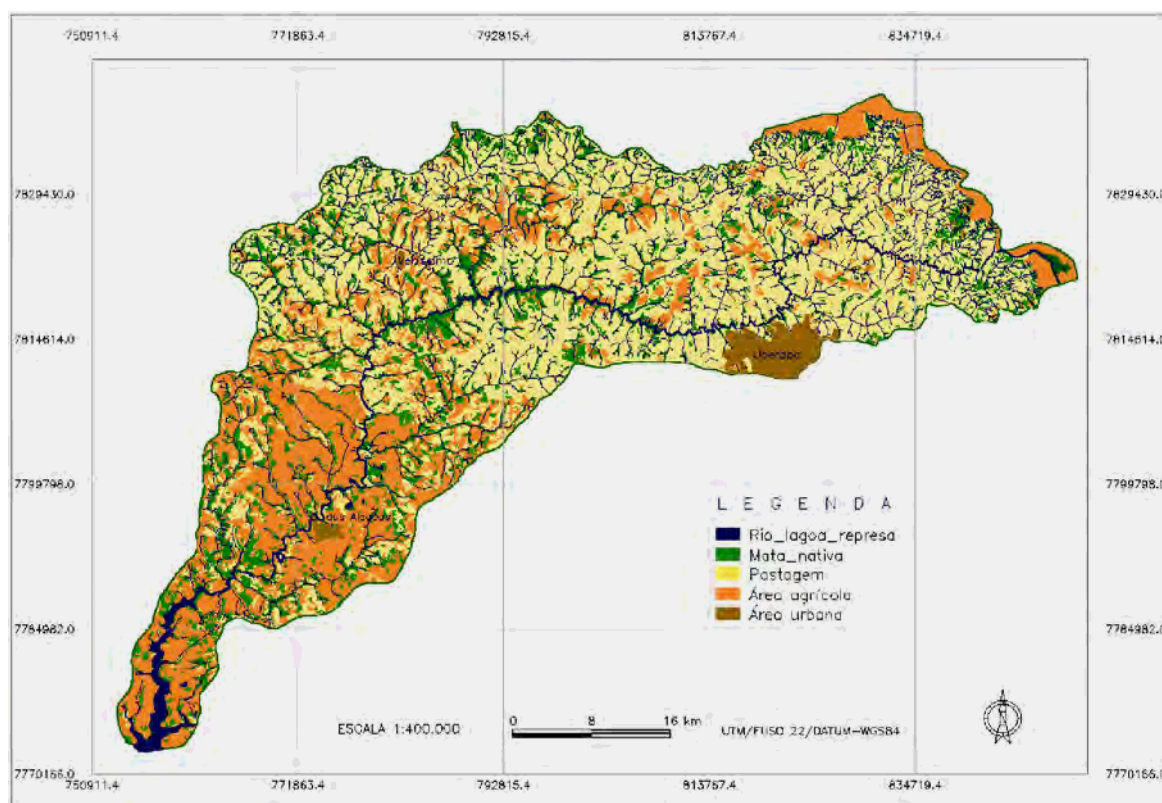 750911.4 771863.4 792815.4 813767.4 834719.4
7829430.0 7829430.0
7814614.0 7814614.0
Uberaba
7799798.0 7799798.0
L E G E N D A
Rio_lagoa_represa
Mata_nativa
Pastagem
Área agrícola
Área urbana
7784982.0 7784982.0
0 8 16 km
ESCALA 1:400.000 UTM/FUSO 22/DATUM-WGS84
7770166.0 7770166.0
750911.4 771863.4 792815.4 813767.4 834719.4